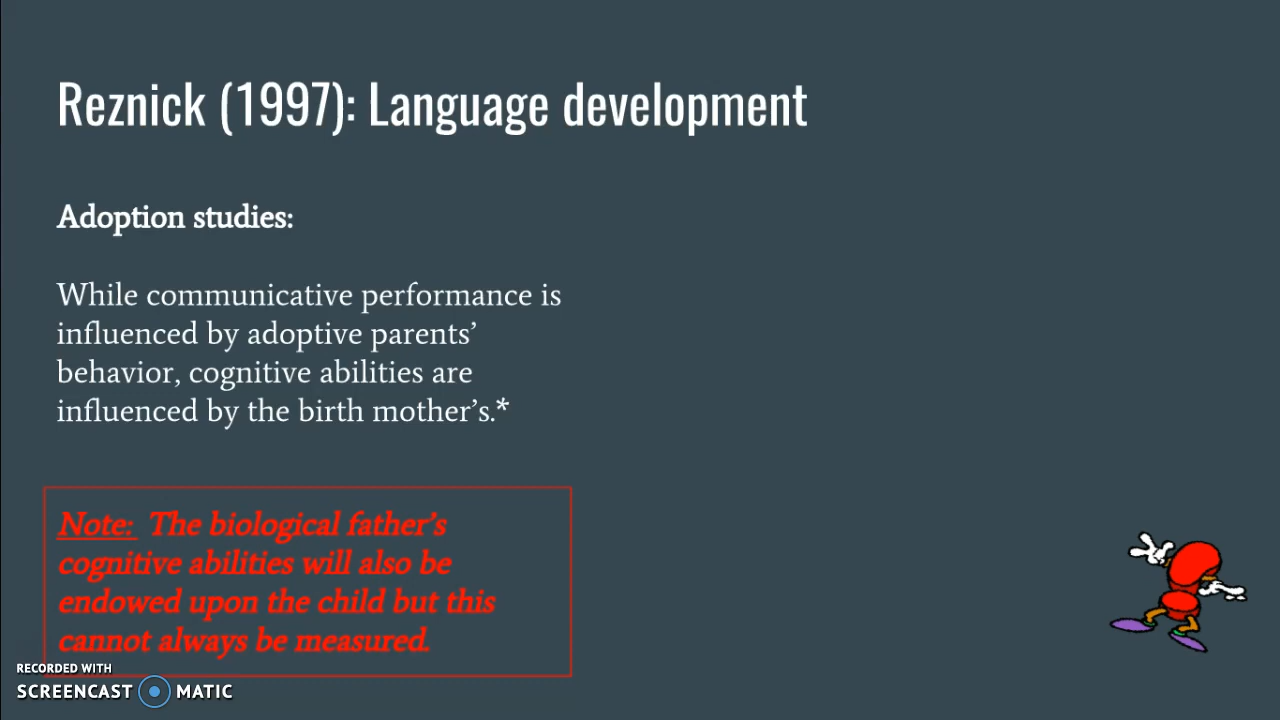 Reznick (1997): Language development
Adoption studies:
While communicative performance is
influenced by adoptive parents’
behavior, cognitive abilities are
influenced by the birth mother’s.*
Note: The biological father’s
cognitive abilities will also be
endowed upon the child but this
cannot always be measured.
RECORDED WITH
SCREENCAST MATIC